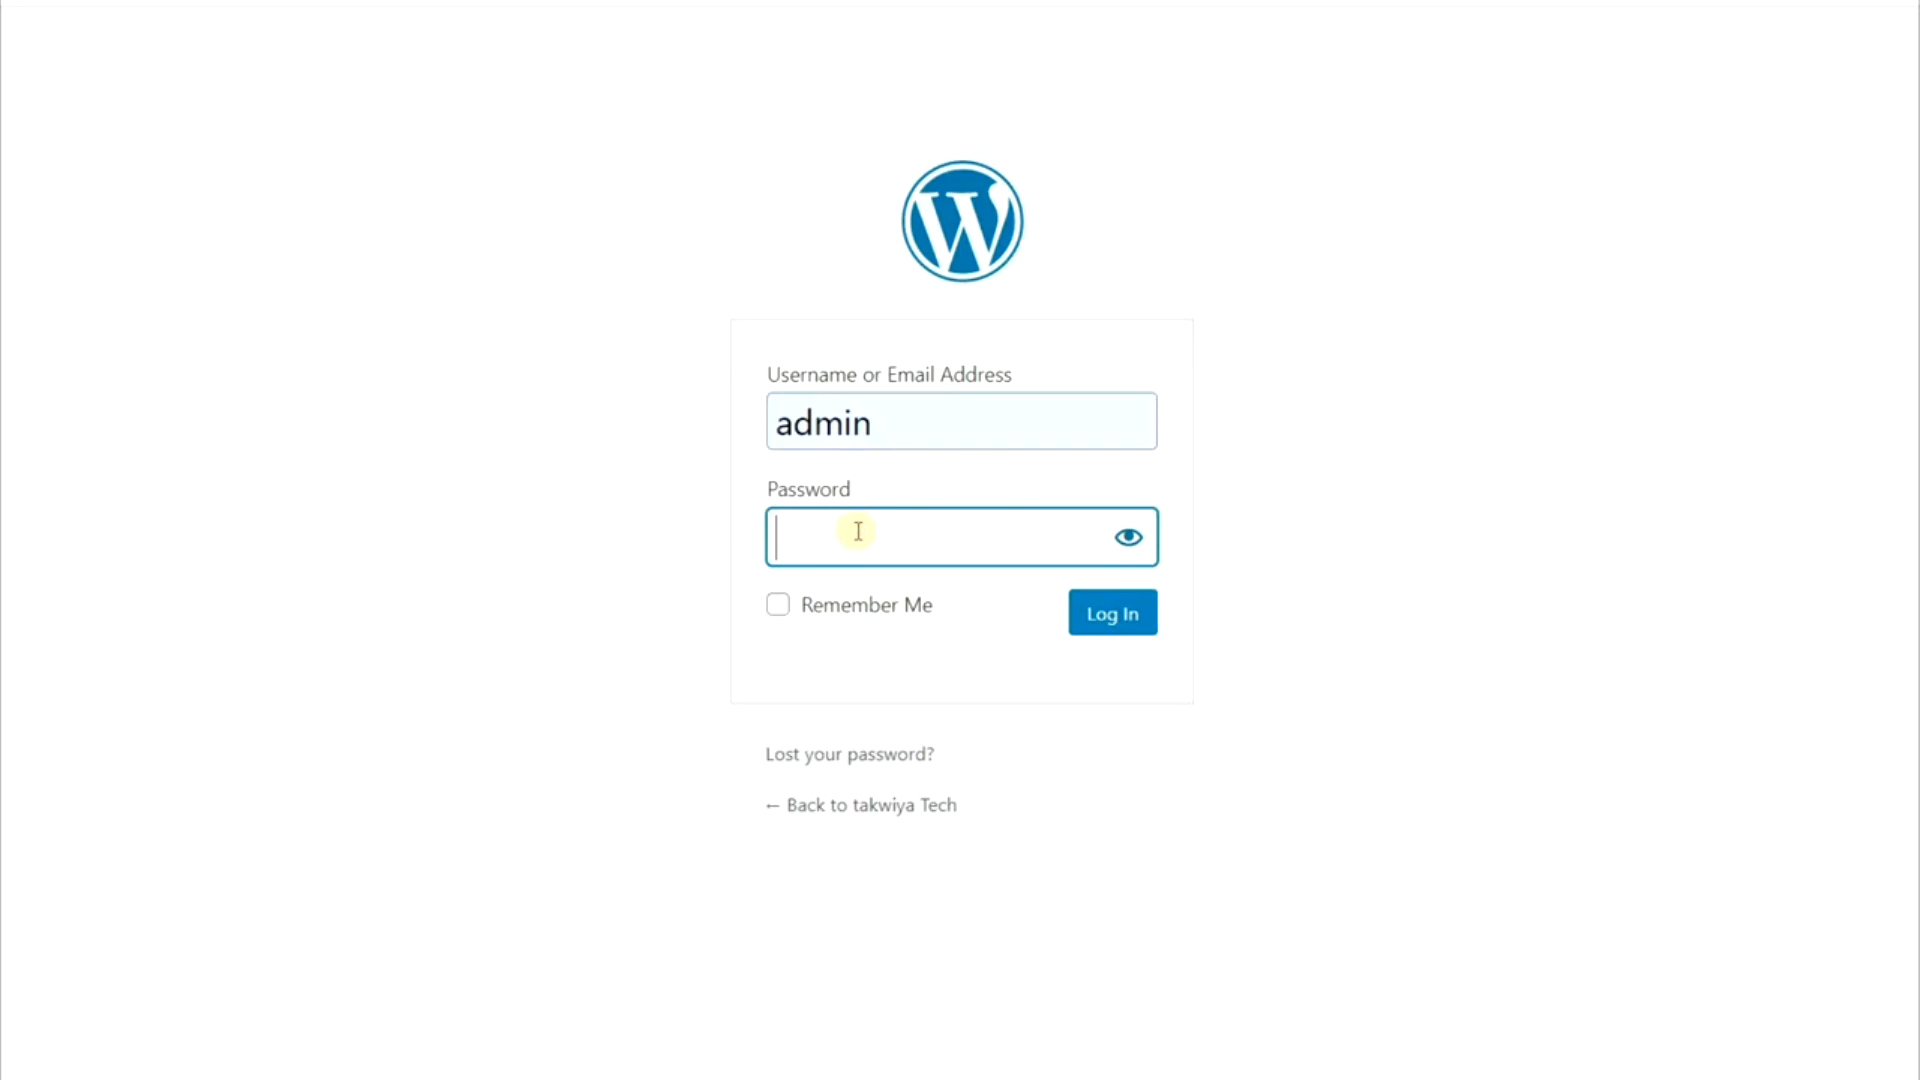 Username or Email Address
admin
Password
Remember Me
Log In
Lost your password?
← Back to takwiya Tech